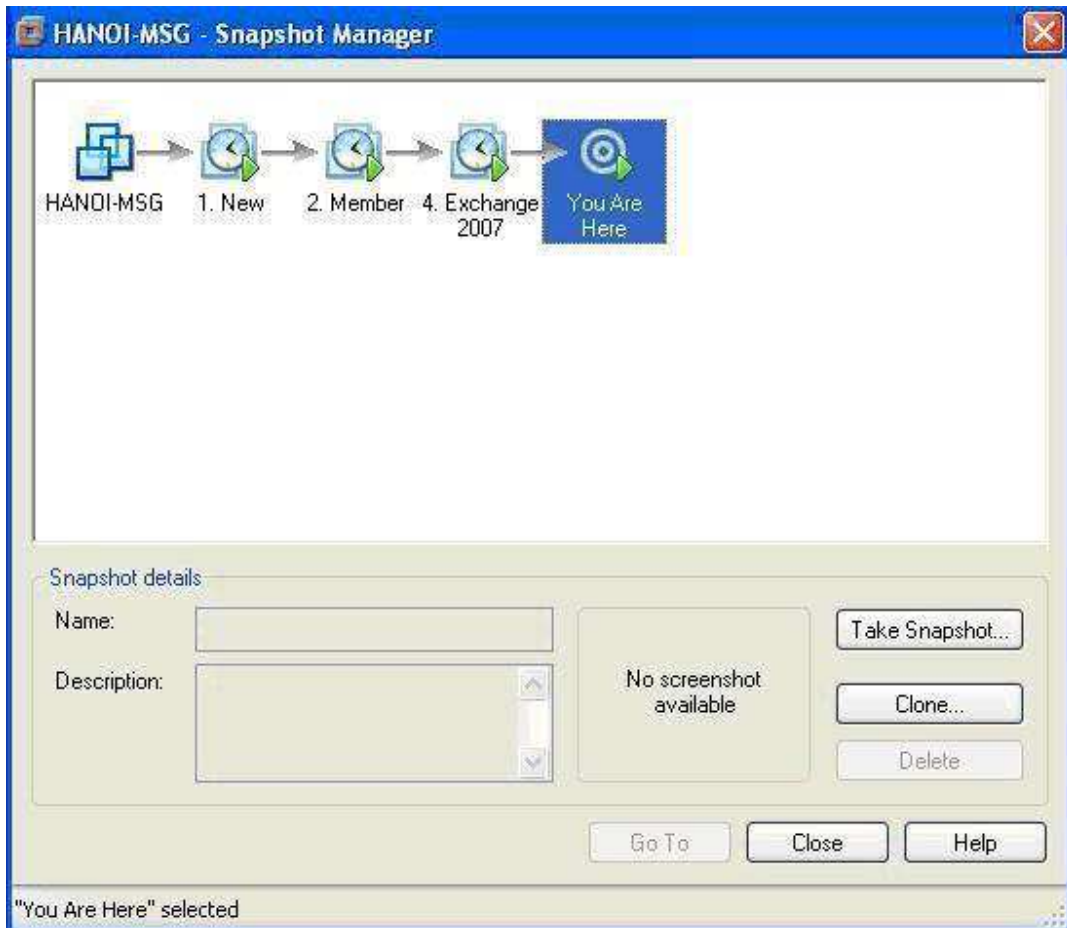 HANOI-MSG - Snapshot Manager
HANOI-MSG
1. New
2. Member
4. Exchange
2007
You Are
Here
Snapshot details
Name:
Description:
No screenshot
available
Take Snapshot...
Clone...
Delete
Go To
Close
Help
"You Are Here" selected